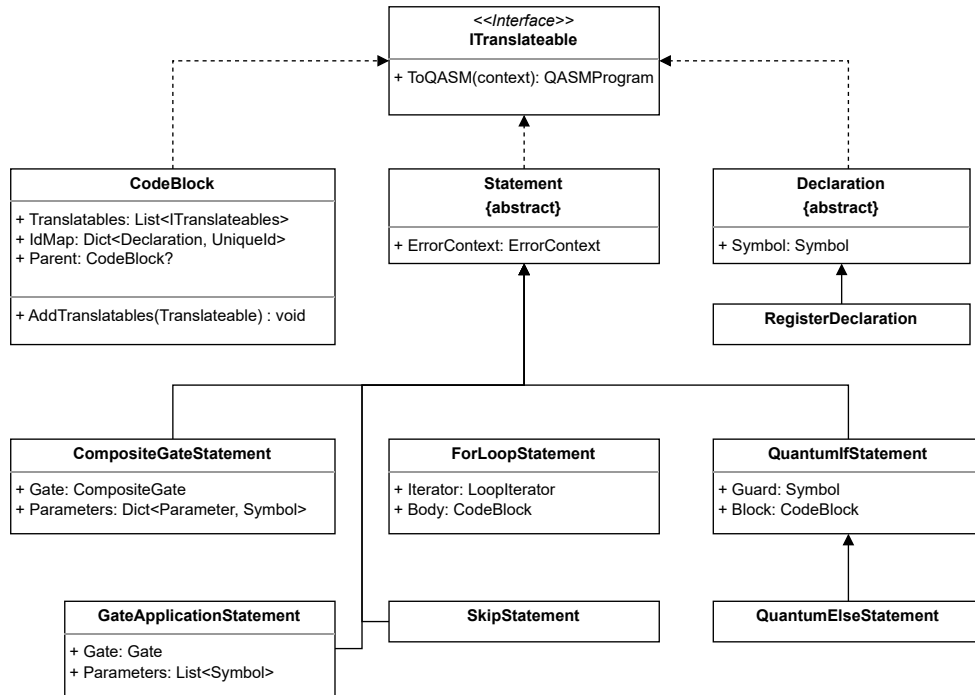 <<Interface>>
ITranslateable
+ ToQASM(context): QASMProgram
CodeBlock
+ Translatables: List<ITranslateables>
+ IdMap: Dict<Declaration, UniqueId>
+ Parent: CodeBlock?
+ AddTranslatables(Translateable) : void
Statement
{abstract}
+ ErrorContext: ErrorContext
Declaration
{abstract}
+ Symbol: Symbol
RegisterDeclaration
CompositeGateStatement
+ Gate: CompositeGate
+ Parameters: Dict<Parameter, Symbol>
ForLoopStatement
+ Iterator: LoopIterator
+ Body: CodeBlock
QuantumIfStatement
+ Guard: Symbol
+ Block: CodeBlock
GateApplicationStatement
+ Gate: Gate
+ Parameters: List<Symbol>
SkipStatement
QuantumElseStatement